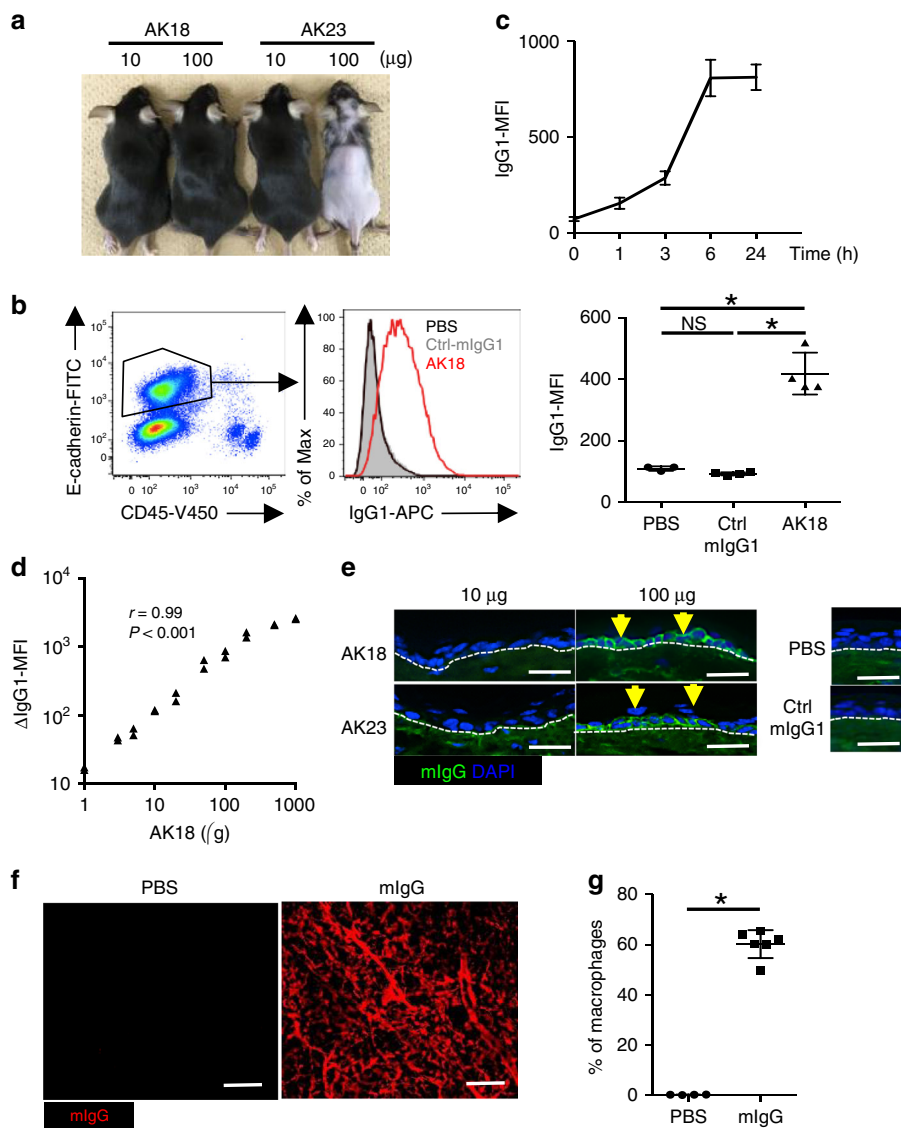 a
AK18 AK23
10 100 10 100 (μg)
c
1000
500
0
IgG1-MFI
0 1 3 6 24 Time (h)
b
E-cadherin-FITC
10⁵
10⁴
10³
10²
0
0 10² 10³ 10⁴ 10⁵
CD45-V450
% of Max
100
80
60
40
20
0
PBS
Ctrl-mIgG1
AK18
0 10² 10³ 10⁴ 10⁵
IgG1-APC
600
400
200
0
IgG1-MFI
*
NS *
PBS Ctrl mIgG1 AK18
d
10⁴
10³
10²
10
ΔIgG1-MFI
r = 0.99
P < 0.001
1 10 100 1000
AK18 (⌠g)
e
10 μg 100 μg
AK18
AK23
mIgG DAPI
PBS
Ctrl
mIgG1
f
PBS mIgG
mIgG
g
80
60
40
20
0
% of macrophages
*
PBS mIgG